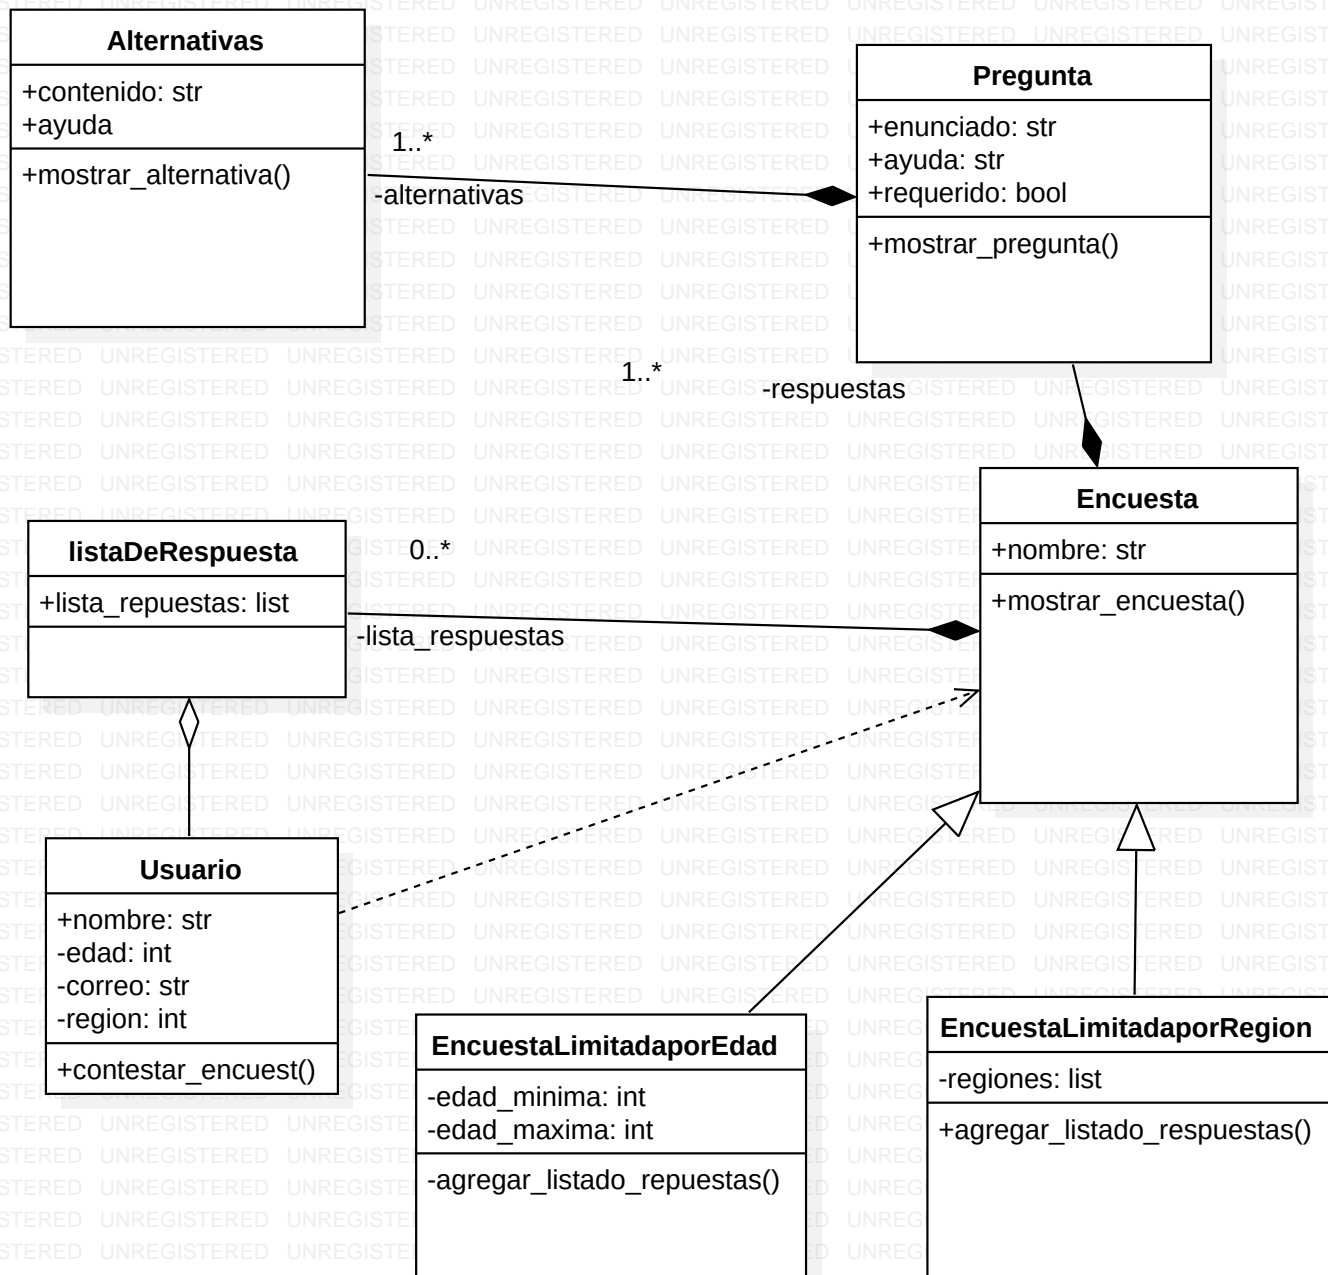 Alternativas
+contenido: str
+ayuda
+mostrar_alternativa()
1..*
-alternativas
Pregunta
+enunciado: str
+ayuda: str
+requerido: bool
+mostrar_pregunta()
1..*
-respuestas
Encuesta
+nombre: str
+mostrar_encuesta()
listaDeRespuesta
+lista_repuestas: list
0..*
-lista_respuestas
Usuario
+nombre: str
-edad: int
-correo: str
-region: int
+contestar_encuest()
EncuestaLimitadaporEdad
-edad_minima: int
-edad_maxima: int
-agregar_listado_repuestas()
EncuestaLimitadaporRegion
-regiones: list
+agregar_listado_respuestas()
UNREGISTERED